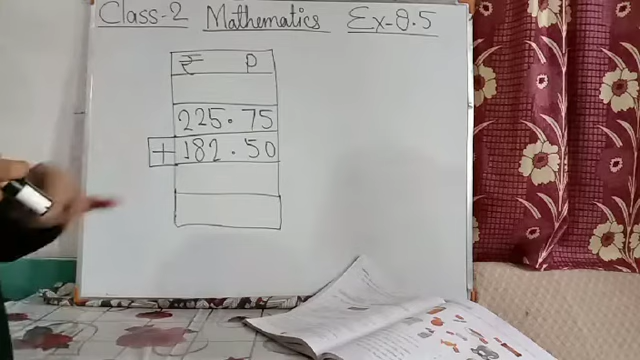 Class-2 Mathematics Ex-8.5
₹ P
225.75
+ 182.50